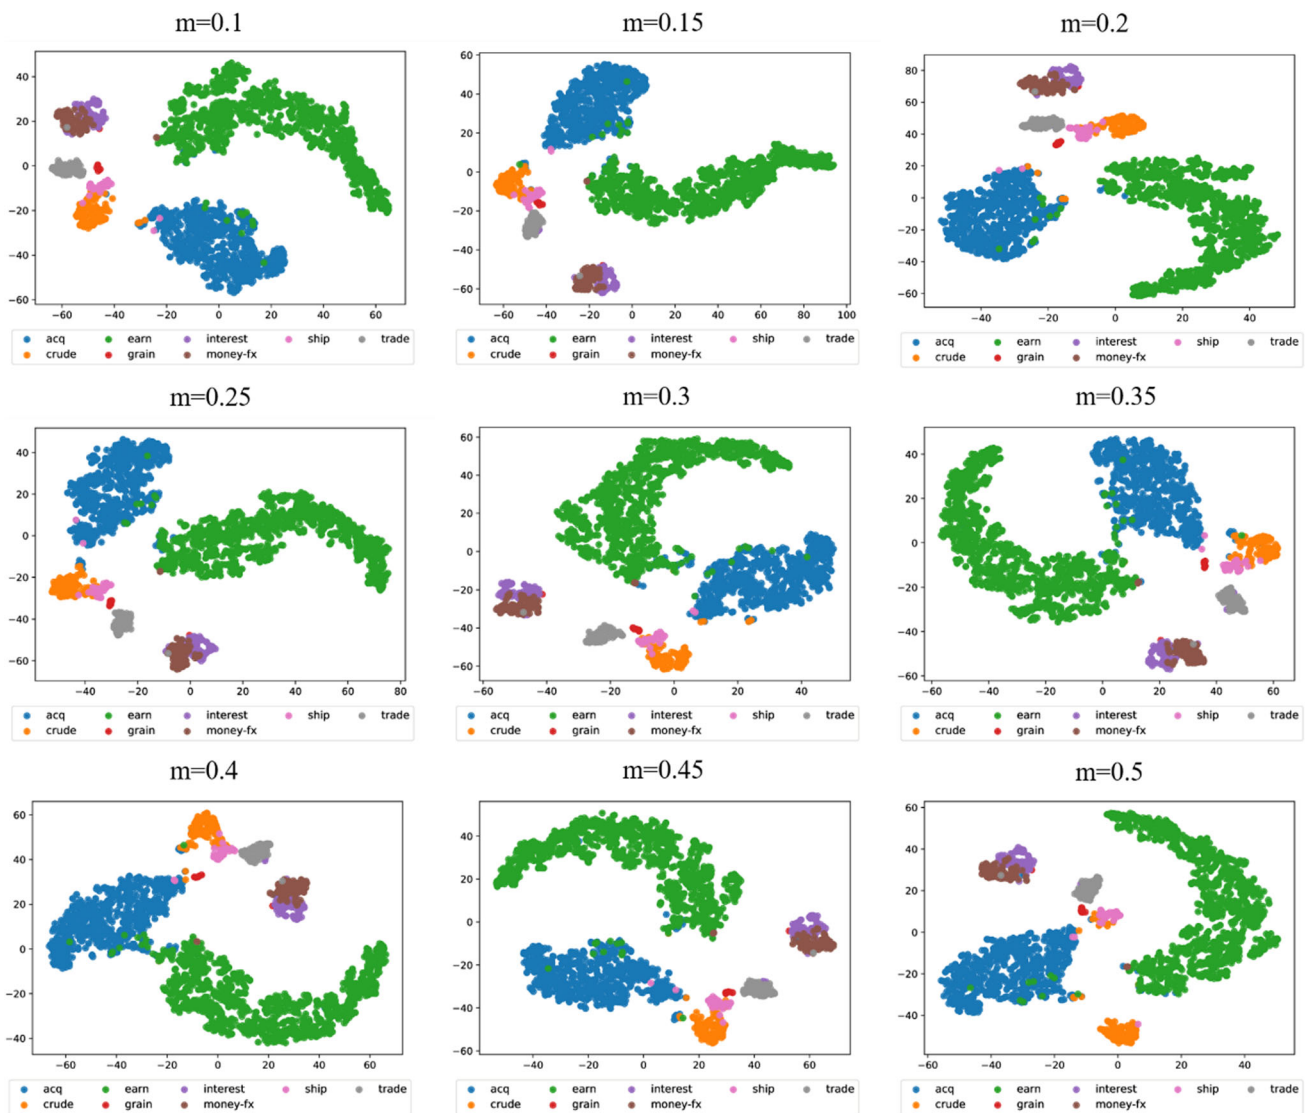 m=0.1
40
20
0
−20
−40
−60
−60 −40 −20 0 20 40 60
acq earn interest ship trade
crude grain money-fx
m=0.15
60
40
20
0
−20
−40
−60
−60 −40 −20 0 20 40 60 80 100
acq earn interest ship trade
crude grain money-fx
m=0.2
80
60
40
20
0
−20
−40
−60
−40 −20 0 20 40
acq earn interest ship trade
crude grain money-fx
m=0.25
40
20
0
−20
−40
−60
−40 −20 0 20 40 60 80
acq earn interest ship trade
crude grain money-fx
m=0.3
60
40
20
0
−20
−40
−60
−60 −40 −20 0 20 40
acq earn interest ship trade
crude grain money-fx
m=0.35
40
20
0
−20
−40
−60
−60 −40 −20 0 20 40 60
acq earn interest ship trade
crude grain money-fx
m=0.4
60
40
20
0
−20
−40
−60 −40 −20 0 20 40 60
acq earn interest ship trade
crude grain money-fx
m=0.45
40
20
0
−20
−40
−60
−40 −20 0 20 40 60
acq earn interest ship trade
crude grain money-fx
m=0.5
60
40
20
0
−20
−40
−40 −20 0 20 40
acq earn interest ship trade
crude grain money-fx